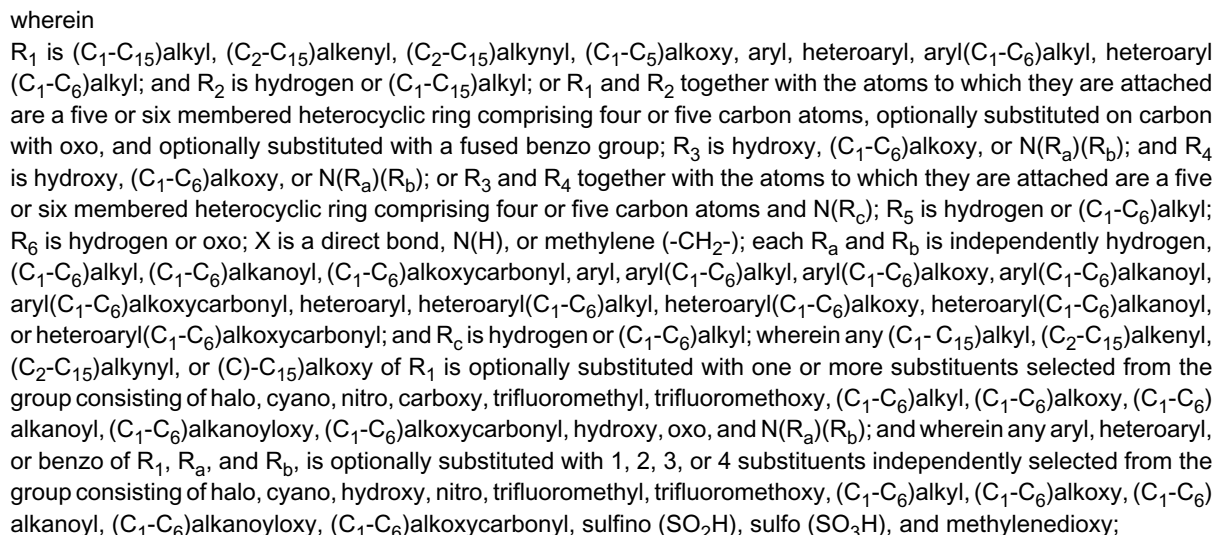 wherein
R₁ is (C₁-C₁₅)alkyl, (C₂-C₁₅)alkenyl, (C₂-C₁₅)alkynyl, (C₁-C₅)alkoxy, aryl, heteroaryl, aryl(C₁-C₆)alkyl, heteroaryl
(C₁-C₆)alkyl; and R₂ is hydrogen or (C₁-C₁₅)alkyl; or R₁ and R₂ together with the atoms to which they are attached
are a five or six membered heterocyclic ring comprising four or five carbon atoms, optionally substituted on carbon
with oxo, and optionally substituted with a fused benzo group; R₃ is hydroxy, (C₁-C₆)alkoxy, or N(Rₐ)(R_b); and R₄
is hydroxy, (C₁-C₆)alkoxy, or N(Rₐ)(R_b); or R₃ and R₄ together with the atoms to which they are attached are a five
or six membered heterocyclic ring comprising four or five carbon atoms and N(R_c); R₅ is hydrogen or (C₁-C₆)alkyl;
R₆ is hydrogen or oxo; X is a direct bond, N(H), or methylene (-CH₂-); each Rₐ and R_b is independently hydrogen,
(C₁-C₆)alkyl, (C₁-C₆)alkanoyl, (C₁-C₆)alkoxycarbonyl, aryl, aryl(C₁-C₆)alkyl, aryl(C₁-C₆)alkoxy, aryl(C₁-C₆)alkanoyl,
aryl(C₁-C₆)alkoxycarbonyl, heteroaryl, heteroaryl(C₁-C₆)alkyl, heteroaryl(C₁-C₆)alkoxy, heteroaryl(C₁-C₆)alkanoyl,
or heteroaryl(C₁-C₆)alkoxycarbonyl; and R_c is hydrogen or (C₁-C₆)alkyl; wherein any (C₁- C₁₅)alkyl, (C₂-C₁₅)alkenyl,
(C₂-C₁₅)alkynyl, or (C)-C₁₅)alkoxy of R₁ is optionally substituted with one or more substituents selected from the
group consisting of halo, cyano, nitro, carboxy, trifluoromethyl, trifluoromethoxy, (C₁-C₆)alkyl, (C₁-C₆)alkoxy, (C₁-C₆)
alkanoyl, (C₁-C₆)alkanoyloxy, (C₁-C₆)alkoxycarbonyl, hydroxy, oxo, and N(Rₐ)(R_b); and wherein any aryl, heteroaryl,
or benzo of R₁, Rₐ, and R_b, is optionally substituted with 1, 2, 3, or 4 substituents independently selected from the
group consisting of halo, cyano, hydroxy, nitro, trifluoromethyl, trifluoromethoxy, (C₁-C₆)alkyl, (C₁-C₆)alkoxy, (C₁-C₆)
alkanoyl, (C₁-C₆)alkanoyloxy, (C₁-C₆)alkoxycarbonyl, sulfino (SO₂H), sulfo (SO₃H), and methylenedioxy;